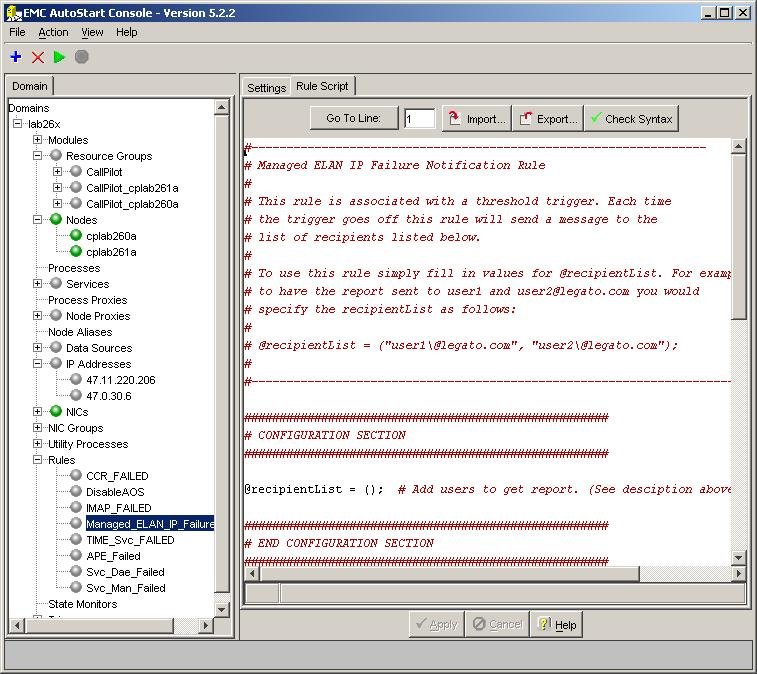 EMC AutoStart Console - Version 5.2.2
File Action View Help
Domain
Domains
lab26x
Modules
Resource Groups
CallPilot
CallPilot_cplab261a
CallPilot_cplab260a
Nodes
cplab260a
cplab261a
Processes
Services
Process Proxies
Node Proxies
Node Aliases
Data Sources
IP Addresses
47.11.220.206
47.0.30.6
NICs
NIC Groups
Utility Processes
Rules
CCR_FAILED
DisableAOS
IMAP_FAILED
Managed_ELAN_IP_Failure
TIME_Svc_FAILED
APE_Failed
Svc_Dae_Failed
Svc_Man_Failed
State Monitors
Settings Rule Script
Go To Line: 1 Import... Export... Check Syntax
#----------------------------------------------------------------
# Managed ELAN IP Failure Notification Rule
#
# This rule is associated with a threshold trigger. Each time
# the trigger goes off this rule will send a message to the
# list of recipients listed below.
#
# To use this rule simply fill in values for @recipientList. For examp
# to have the report sent to user1 and user2@legato.com you would
# specify the recipientList as follows:
#
# @recipientList = ("user1\@legato.com", "user2\@legato.com");
#
#--------------------------------------------------------------------
###################################################
# CONFIGURATION SECTION
###################################################
@recipientList = (); # Add users to get report. (See desciption above
###################################################
# END CONFIGURATION SECTION
###################################################
Apply Cancel Help